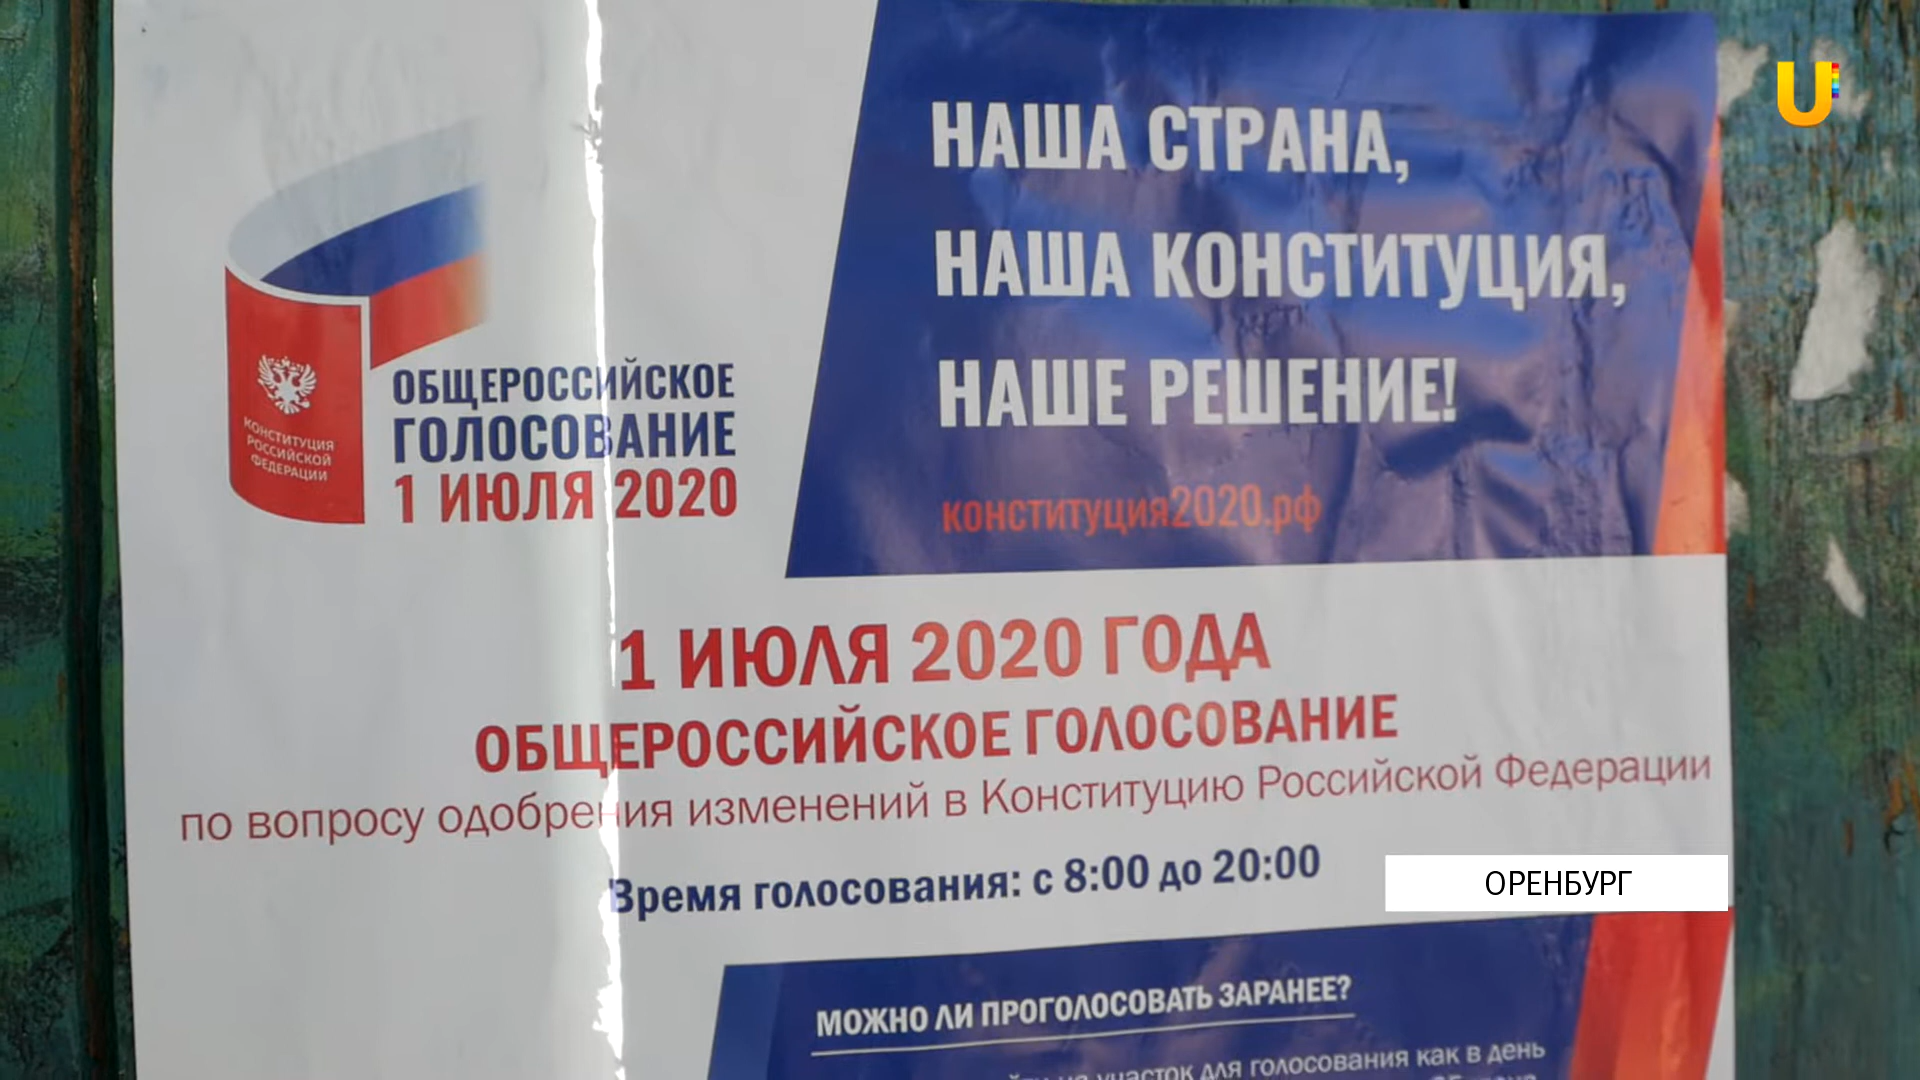 U
НАША СТРАНА,
НАША КОНСТИТУЦИЯ,
НАШЕ РЕШЕНИЕ!
конституция2020.рф
КОНСТИТУЦИЯ
РОССИЙСКОЙ
ФЕДЕРАЦИИ
ОБЩЕРОССИЙСКОЕ
ГОЛОСОВАНИЕ
1 ИЮЛЯ 2020
1 ИЮЛЯ 2020 ГОДА
ОБЩЕРОССИЙСКОЕ ГОЛОСОВАНИЕ
по вопросу одобрения изменений в Конституцию Российской Федерации
Время голосования: с 8:00 до 20:00
ОРЕНБУРГ
МОЖНО ЛИ ПРОГОЛОСОВАТЬ ЗАРАНЕЕ?
участок для голосования как в день